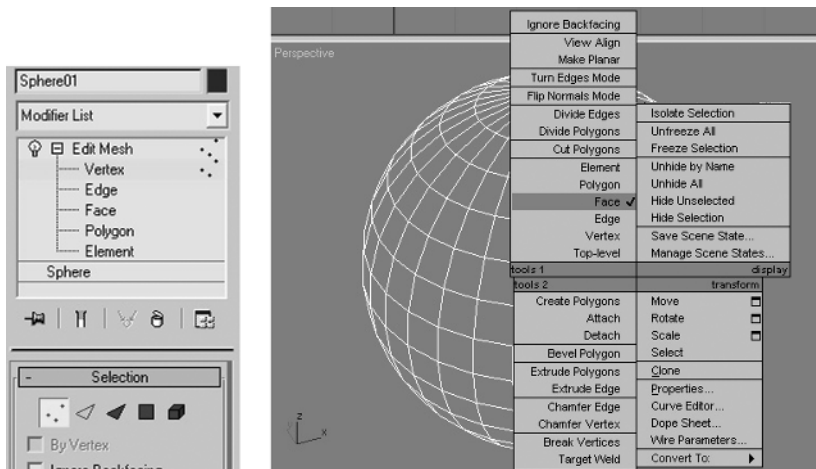 Sphere01
Modifier List
Edit Mesh
Vertex
Edge
Face
Polygon
Element
Sphere
- Selection
By Vertex
Ignore Backfacing
Perspective
Ignore Backfacing
View Align
Make Planar
Turn Edges Mode
Flip Normals Mode
Divide Edges
Divide Polygons
Cut Polygons
Element
Polygon
Face
Edge
Vertex
Top-level
tools 1
Isolate Selection
Unfreeze All
Freeze Selection
Unhide by Name
Unhide All
Hide Unselected
Hide Selection
Save Scene State...
Manage Scene States...
display
tools 2
Create Polygons
Attach
Detach
Bevel Polygon
Extrude Polygons
Extrude Edge
Chamfer Edge
Chamfer Vertex
Break Vertices
Target Weld
transform
Move
Rotate
Scale
Select
Clone
Properties...
Curve Editor...
Dope Sheet...
Wire Parameters...
Convert To:
z
x